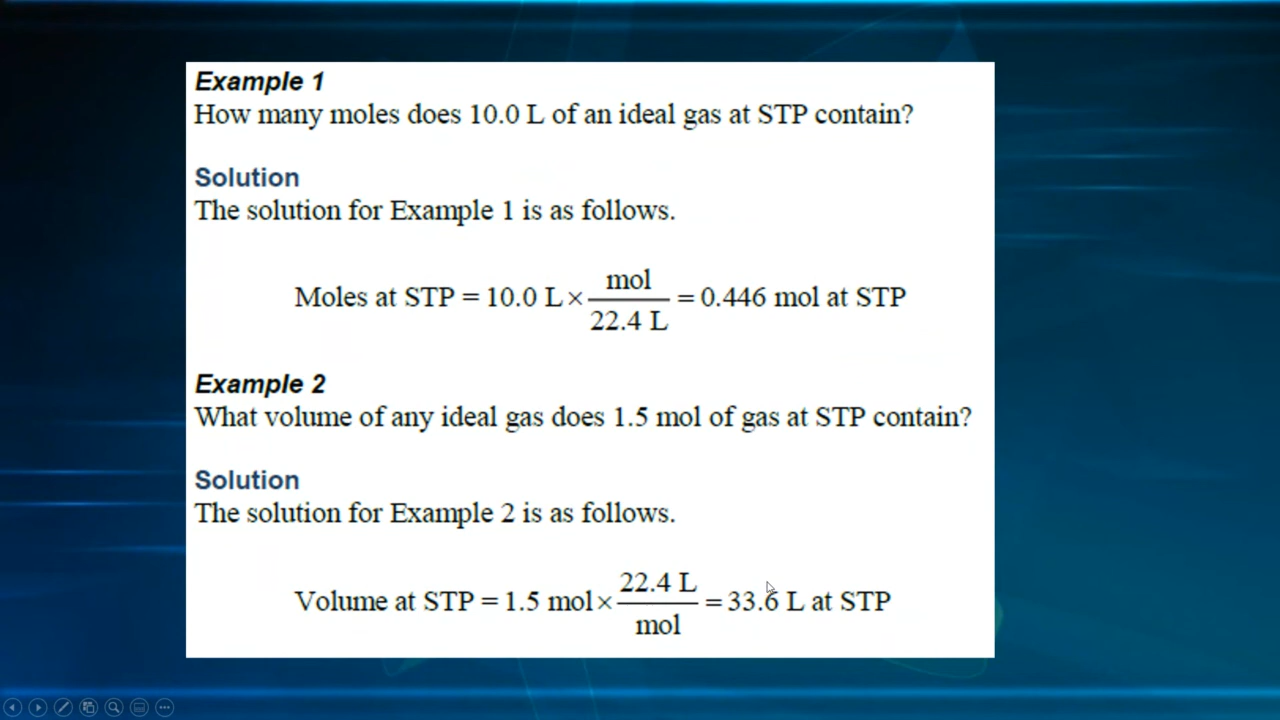 Example 1
How many moles does 10.0 L of an ideal gas at STP contain?
Solution
The solution for Example 1 is as follows.
Moles at STP = 10.0 L × mol / 22.4 L = 0.446 mol at STP
Example 2
What volume of any ideal gas does 1.5 mol of gas at STP contain?
Solution
The solution for Example 2 is as follows.
Volume at STP = 1.5 mol × 22.4 L / mol = 33.6 L at STP